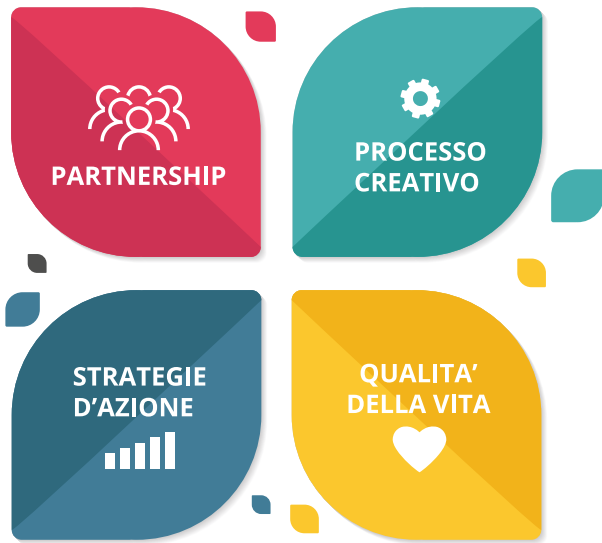 PARTNERSHIP
PROCESSO
CREATIVO
STRATEGIE
D'AZIONE
QUALITA'
DELLA VITA